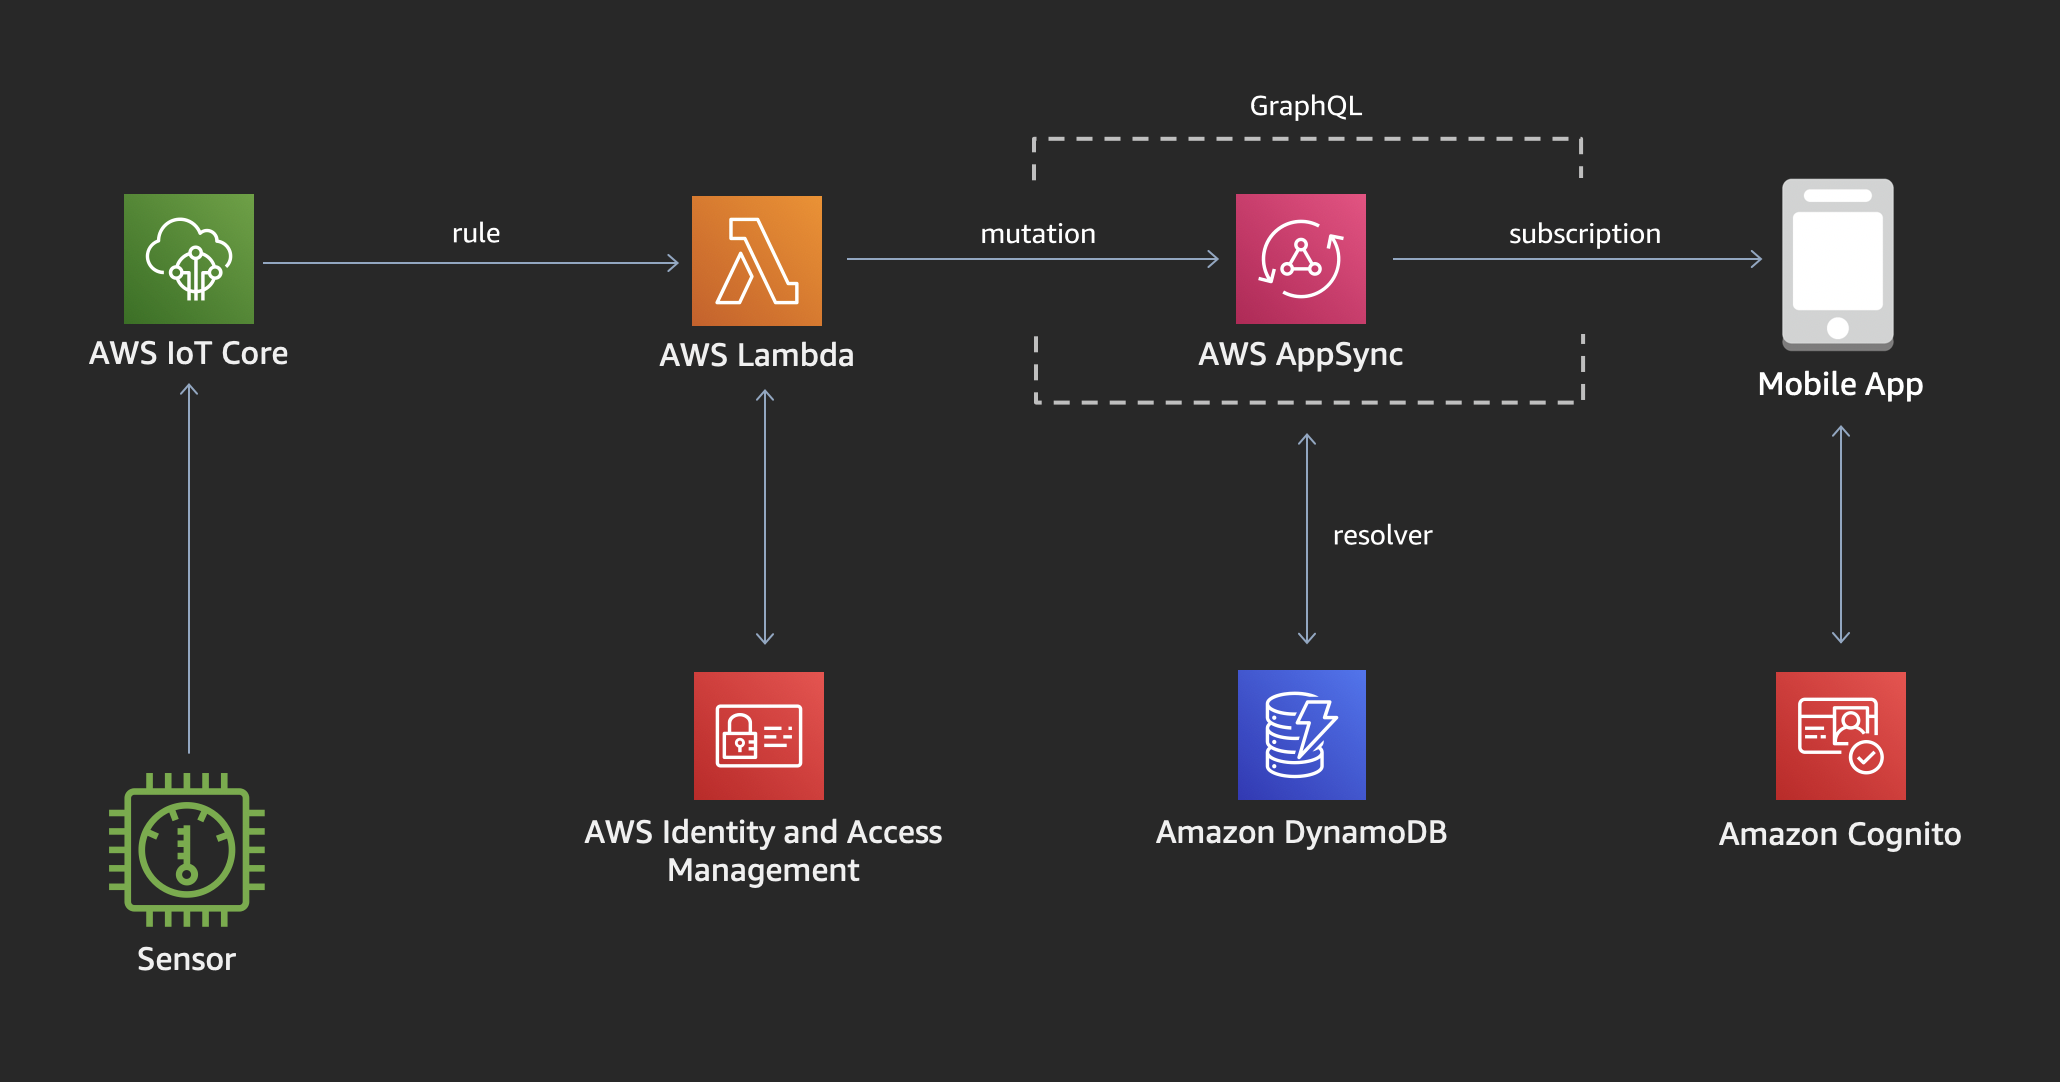 GraphQL
rule
mutation
subscription
AWS IoT Core
AWS Lambda
AWS AppSync
Mobile App
resolver
AWS Identity and Access
Management
Amazon DynamoDB
Amazon Cognito
Sensor